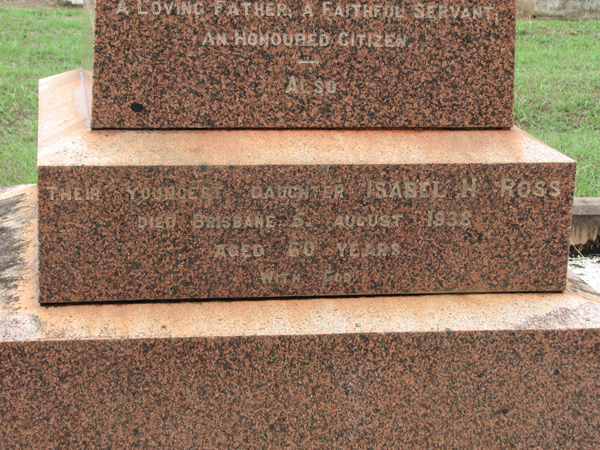 A LOVING FATHER, A FAITHFUL SERVANT,
AN HONOURED CITIZEN
ALSO
THEIR YOUNGEST DAUGHTER ISABEL H ROSS
DIED BRISBANE 5 AUGUST 1938
AGED 60 YEARS
WITH